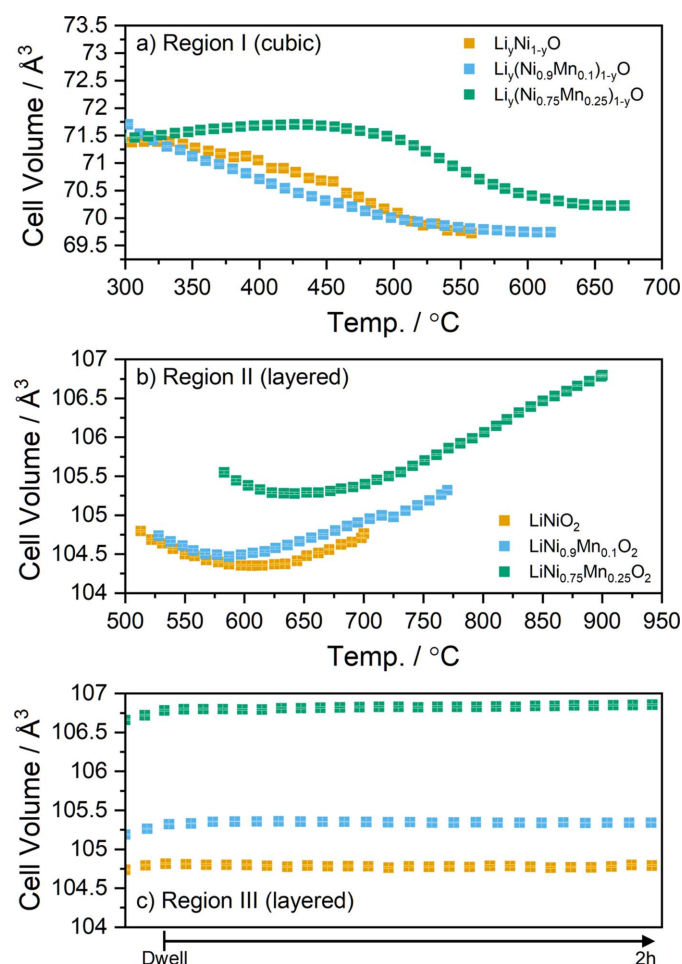 73.5
73
72.5
72
71.5
71
70.5
70
69.5
Cell Volume / Å³
a) Region I (cubic)
LiyNi1-yO
Liy(Ni0.9Mn0.1)1-yO
Liy(Ni0.75Mn0.25)1-yO
300 350 400 450 500 550 600 650 700
Temp. / °C
107
106.5
106
105.5
105
104.5
104
Cell Volume / Å³
b) Region II (layered)
LiNiO2
LiNi0.9Mn0.1O2
LiNi0.75Mn0.25O2
500 550 600 650 700 750 800 850 900 950
Temp. / °C
107
106.5
106
105.5
105
104.5
104
Cell Volume / Å³
c) Region III (layered)
Dwell 2h